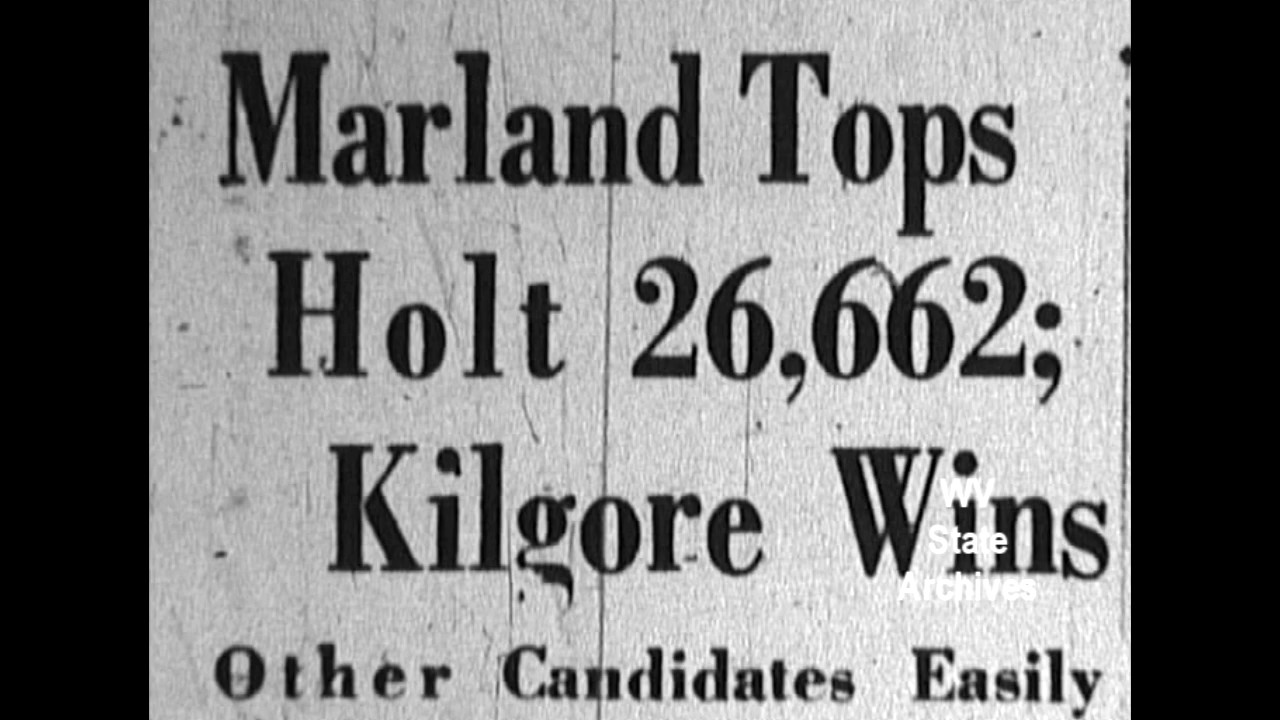 Marland Tops
Holt 26,662;
Kilgore Wins
Other Candidates Easily
WV
State
Archives